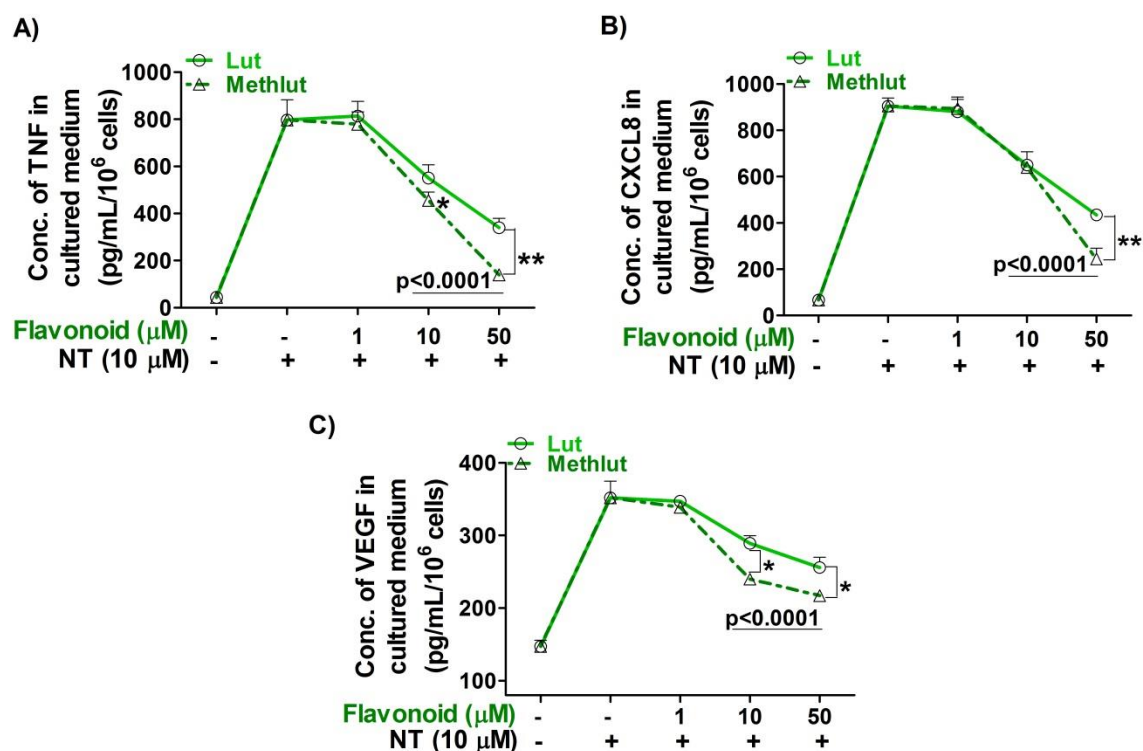 A)
Lut
Methlut
Conc. of TNF in
cultured medium
(pg/mL/10⁶ cells)
1000
800
600
400
200
0
*
**
p<0.0001
Flavonoid (μM) - - 1 10 50
NT (10 μM) - + + + +
B)
Lut
Methlut
Conc. of CXCL8 in
cultured medium
(pg/mL/10⁶ cells)
1000
800
600
400
200
0
**
p<0.0001
Flavonoid (μM) - - 1 10 50
NT (10 μM) - + + + +
C)
Lut
Methlut
Conc. of VEGF in
cultured medium
(pg/mL/10⁶ cells)
400
300
200
100
*
*
p<0.0001
Flavonoid (μM) - - 1 10 50
NT (10 μM) - + + + +